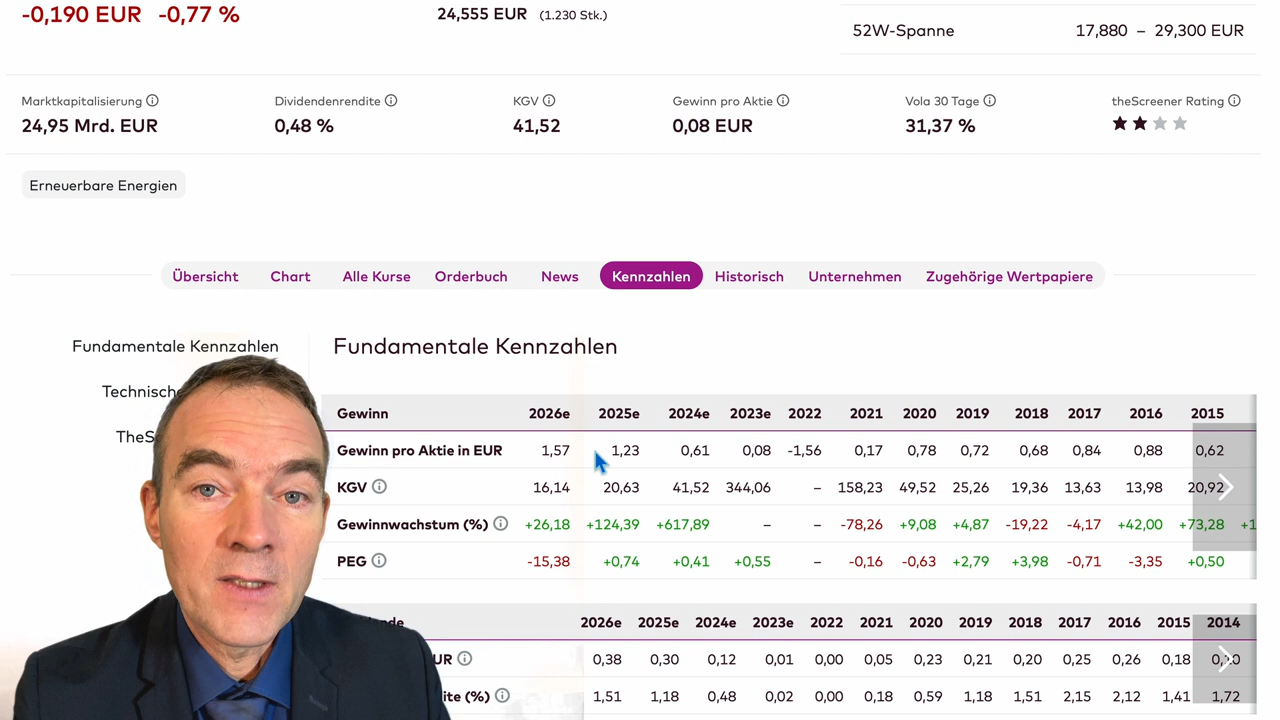 -0,190 EUR -0,77 %
24,555 EUR (1.230 Stk.)
52W-Spanne 17,880 – 29,300 EUR
Marktkapitalisierung Dividendenrendite KGV Gewinn pro Aktie Vola 30 Tage theScreener Rating
24,95 Mrd. EUR 0,48 % 41,52 0,08 EUR 31,37 %
Erneuerbare Energien
Übersicht Chart Alle Kurse Orderbuch News Kennzahlen Historisch Unternehmen Zugehörige Wertpapiere
Fundamentale Kennzahlen
Technische
TheS
Fundamentale Kennzahlen
Gewinn 2026e 2025e 2024e 2023e 2022 2021 2020 2019 2018 2017 2016 2015
Gewinn pro Aktie in EUR 1,57 1,23 0,61 0,08 -1,56 0,17 0,78 0,72 0,68 0,84 0,88 0,62
KGV 16,14 20,63 41,52 344,06 – 158,23 49,52 25,26 19,36 13,63 13,98 20,92
Gewinnwachstum (%) +26,18 +124,39 +617,89 – – -78,26 +9,08 +4,87 -19,22 -4,17 +42,00 +73,28 +1
PEG -15,38 +0,74 +0,41 +0,55 – -0,16 -0,63 +2,79 +3,98 -0,71 -3,35 +0,50
2026e 2025e 2024e 2023e 2022 2021 2020 2019 2018 2017 2016 2015 2014
UR 0,38 0,30 0,12 0,01 0,00 0,05 0,23 0,21 0,20 0,25 0,26 0,18
ite (%) 1,51 1,18 0,48 0,02 0,00 0,18 0,59 1,18 1,51 2,15 2,12 1,41 1,72